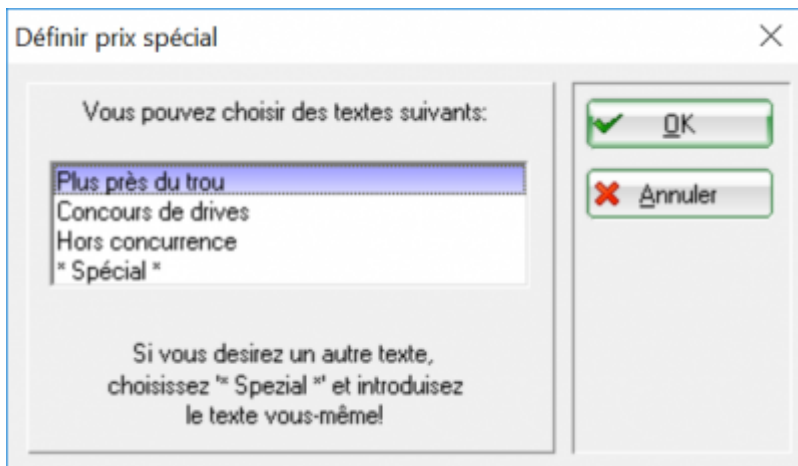 Définir prix spécial
Vous pouvez choisir des textes suivants:
Plus près du trou
Concours de drives
Hors concurrence
* Spécial *
Si vous desirez un autre texte,
choisissez '* Spezial *' et introduisez
le texte vous-même!
OK
Annuler